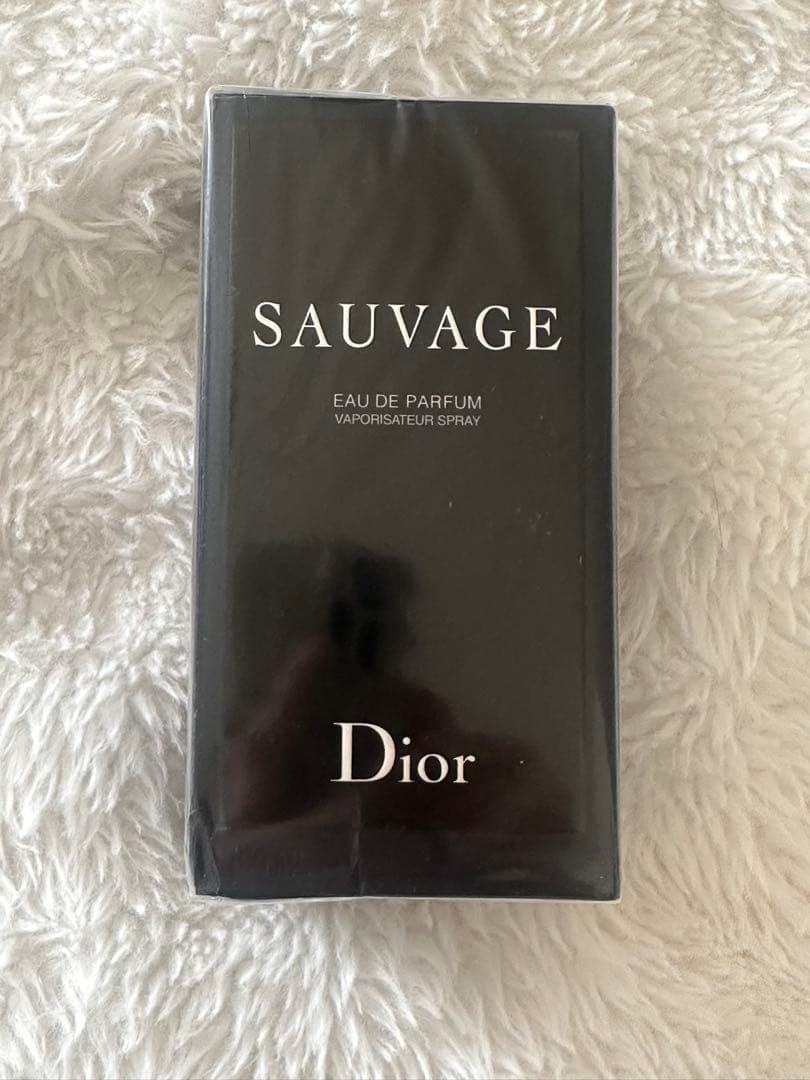 SAUVAGE
EAU DE PARFUM
VAPORISATEUR SPRAY
Dior